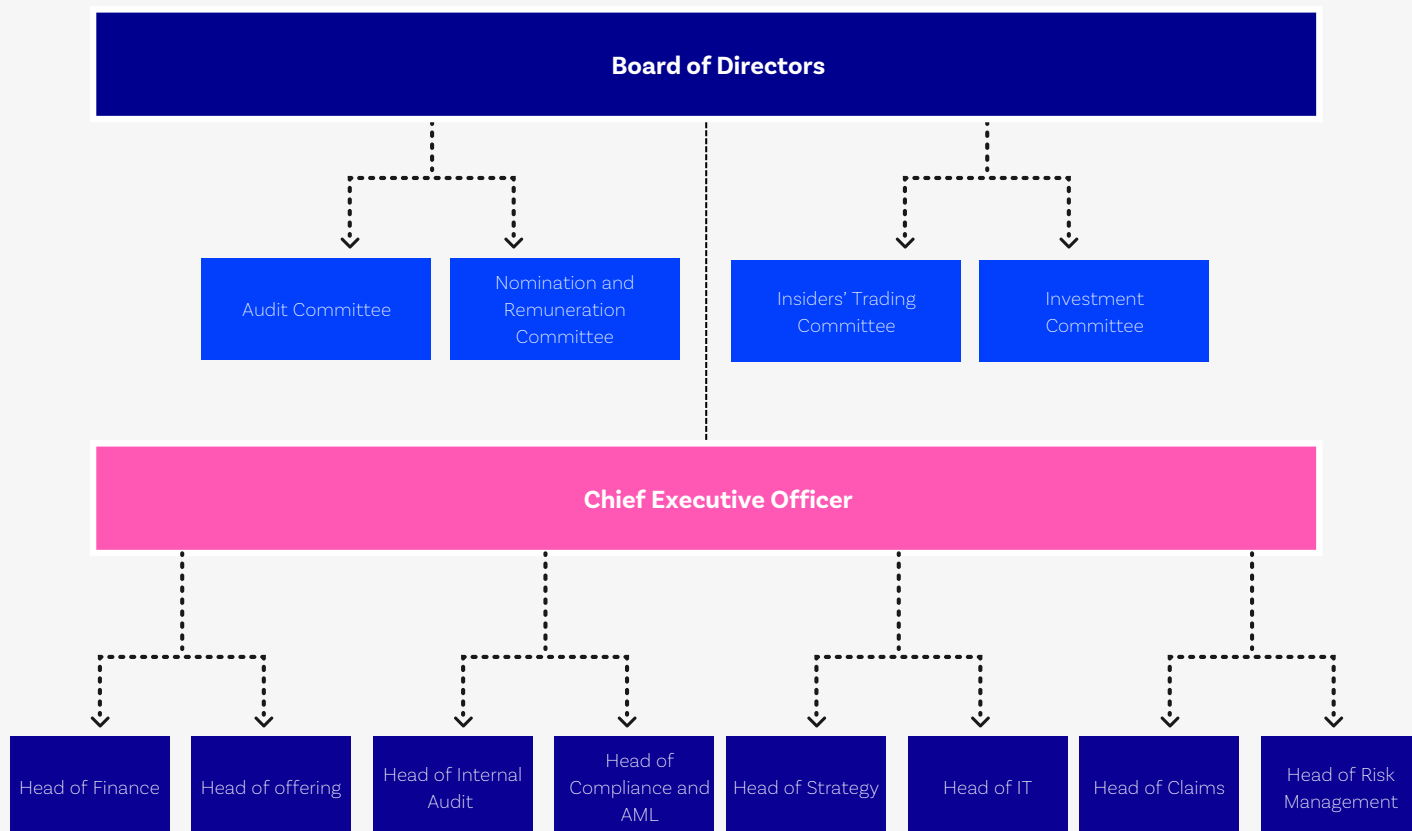 Board of Directors
Audit Committee
Nomination and
Remuneration
Committee
Insiders’ Trading
Committee
Investment
Committee
Chief Executive Officer
Head of Finance
Head of offering
Head of Internal
Audit
Head of
Compliance and
AML
Head of Strategy
Head of IT
Head of Claims
Head of Risk
Management